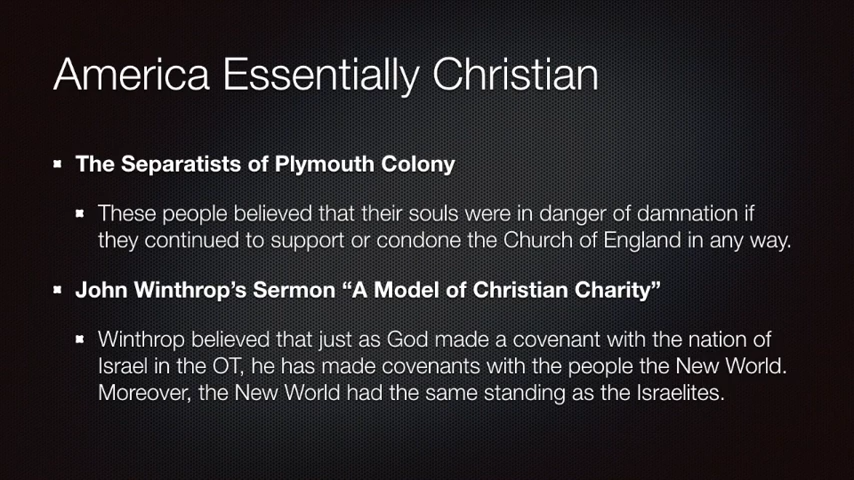 America Essentially Christian
The Separatists of Plymouth Colony
These people believed that their souls were in danger of damnation if
they continued to support or condone the Church of England in any way.
John Winthrop’s Sermon “A Model of Christian Charity”
Winthrop believed that just as God made a covenant with the nation of
Israel in the OT, he has made covenants with the people the New World.
Moreover, the New World had the same standing as the Israelites.